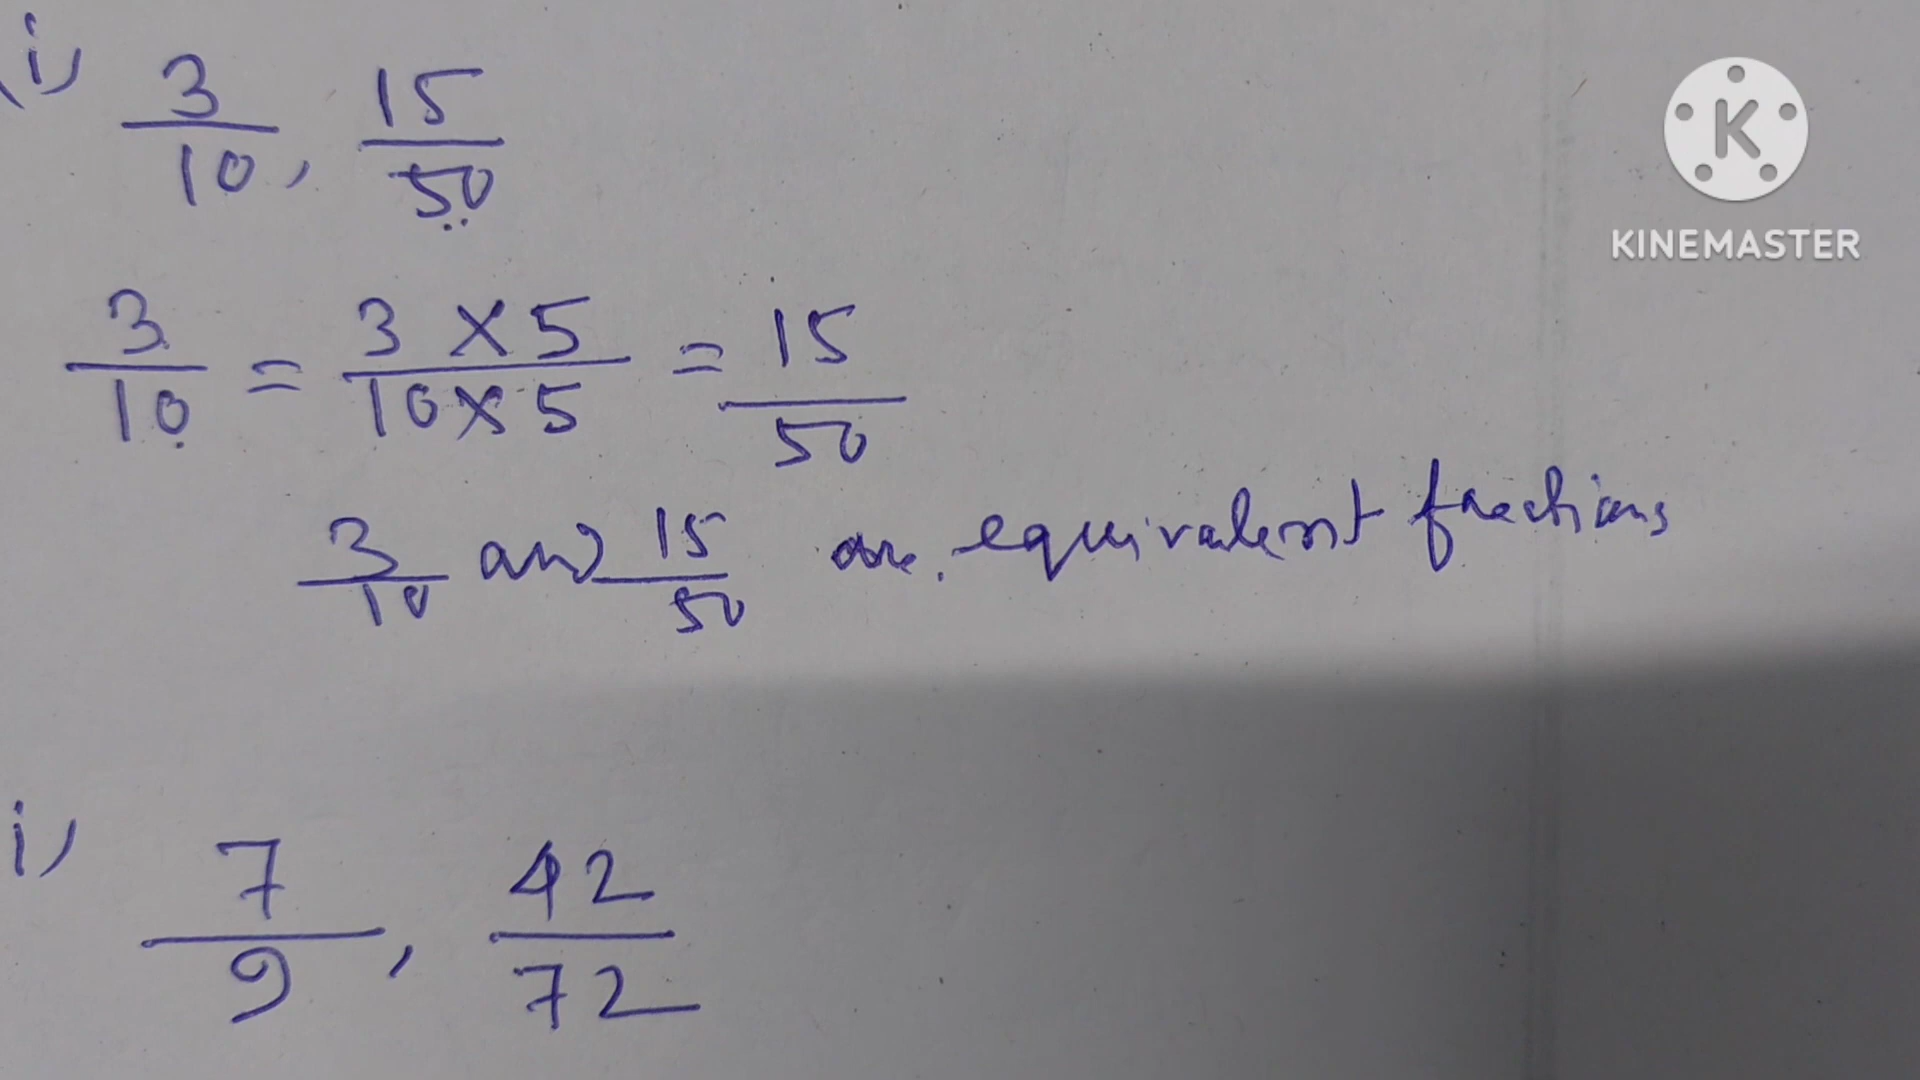 (i) 3/10, 15/50
KINEMASTER
3/10 = 3 × 5/10 × 5 = 15/50
3/10 and 15/50 are equivalent fractions
i) 7/9, 42/72